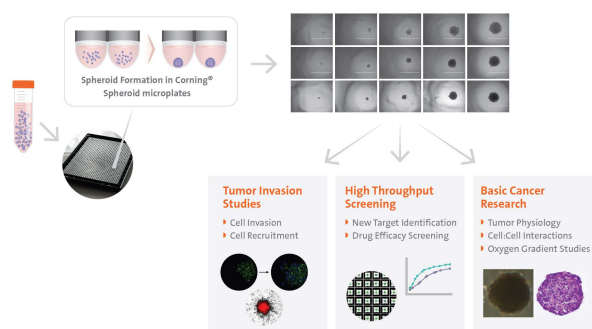 Spheroid Formation in Corning®
Spheroid microplates
Tumor Invasion
Studies
Cell Invasion
Cell Recruitment
High Throughput
Screening
New Target Identification
Drug Efficacy Screening
Basic Cancer
Research
Tumor Physiology
Cell:Cell Interactions
Oxygen Gradient Studies